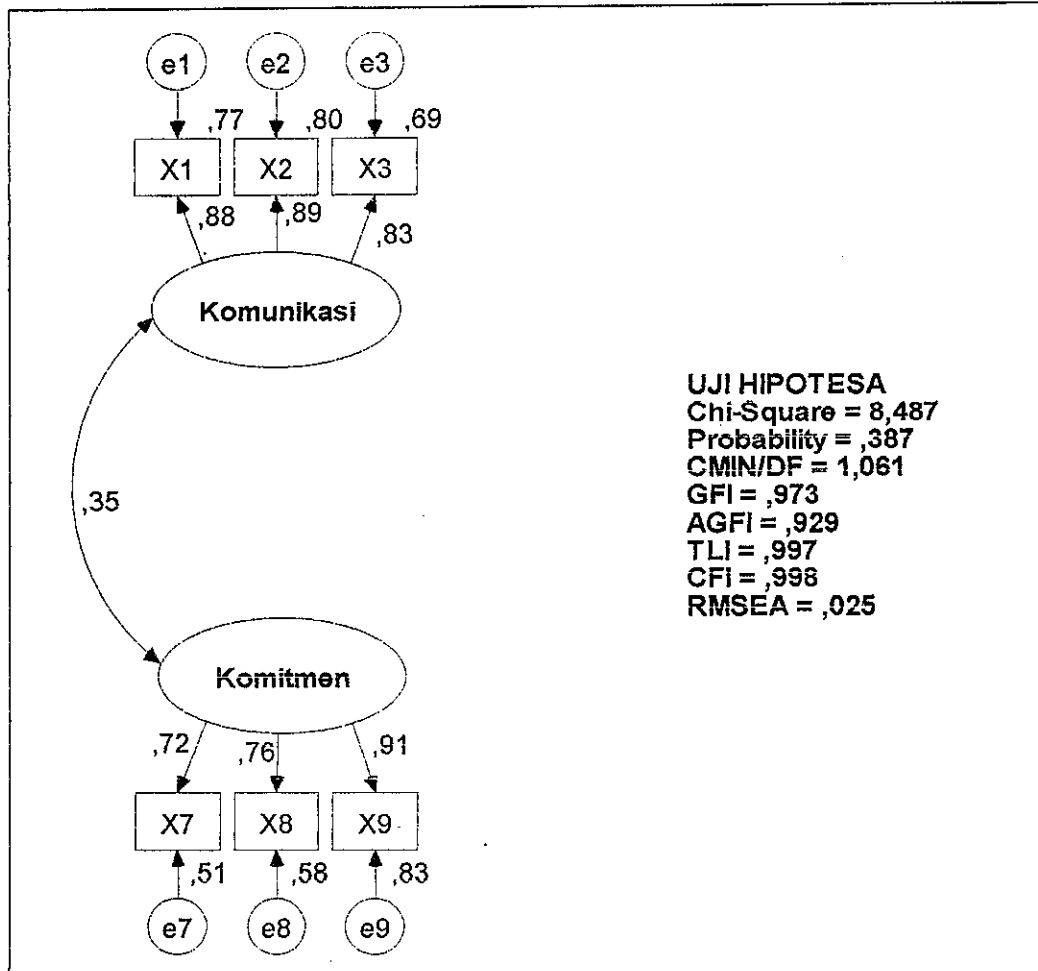 e1 e2 e3
,77 ,80 ,69
X1 X2 X3
,88 ,89 ,83
Komunikasi
,35
UJI HIPOTESA
Chi-Square = 8,487
Probability = ,387
CMIN/DF = 1,061
GFI = ,973
AGFI = ,929
TLI = ,997
CFI = ,998
RMSEA = ,025
Komitmen
,72 ,76 ,91
X7 X8 X9
,51 ,58 ,83
e7 e8 e9